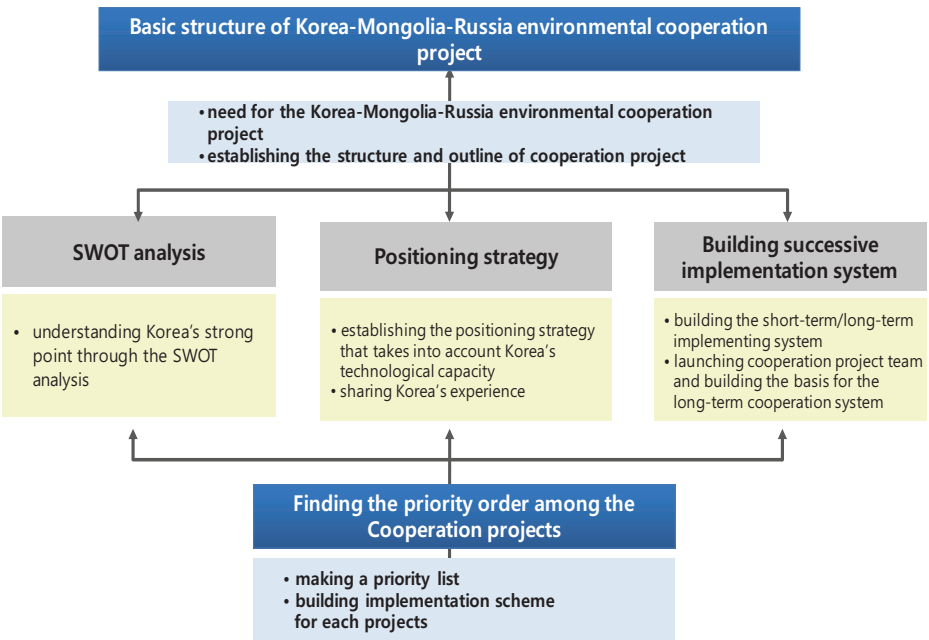 Basic structure of Korea-Mongolia-Russia environmental cooperation
project
• need for the Korea-Mongolia-Russia environmental cooperation
project
• establishing the structure and outline of cooperation project
SWOT analysis
• understanding Korea's strong
point through the SWOT
analysis
Positioning strategy
• establishing the positioning strategy
that takes into account Korea's
technological capacity
• sharing Korea's experience
Building successive
implementation system
• building the short-term/long-term
implementing system
• launching cooperation project team
and building the basis for the
long-term cooperation system
Finding the priority order among the
Cooperation projects
• making a priority list
• building implementation scheme
for each projects